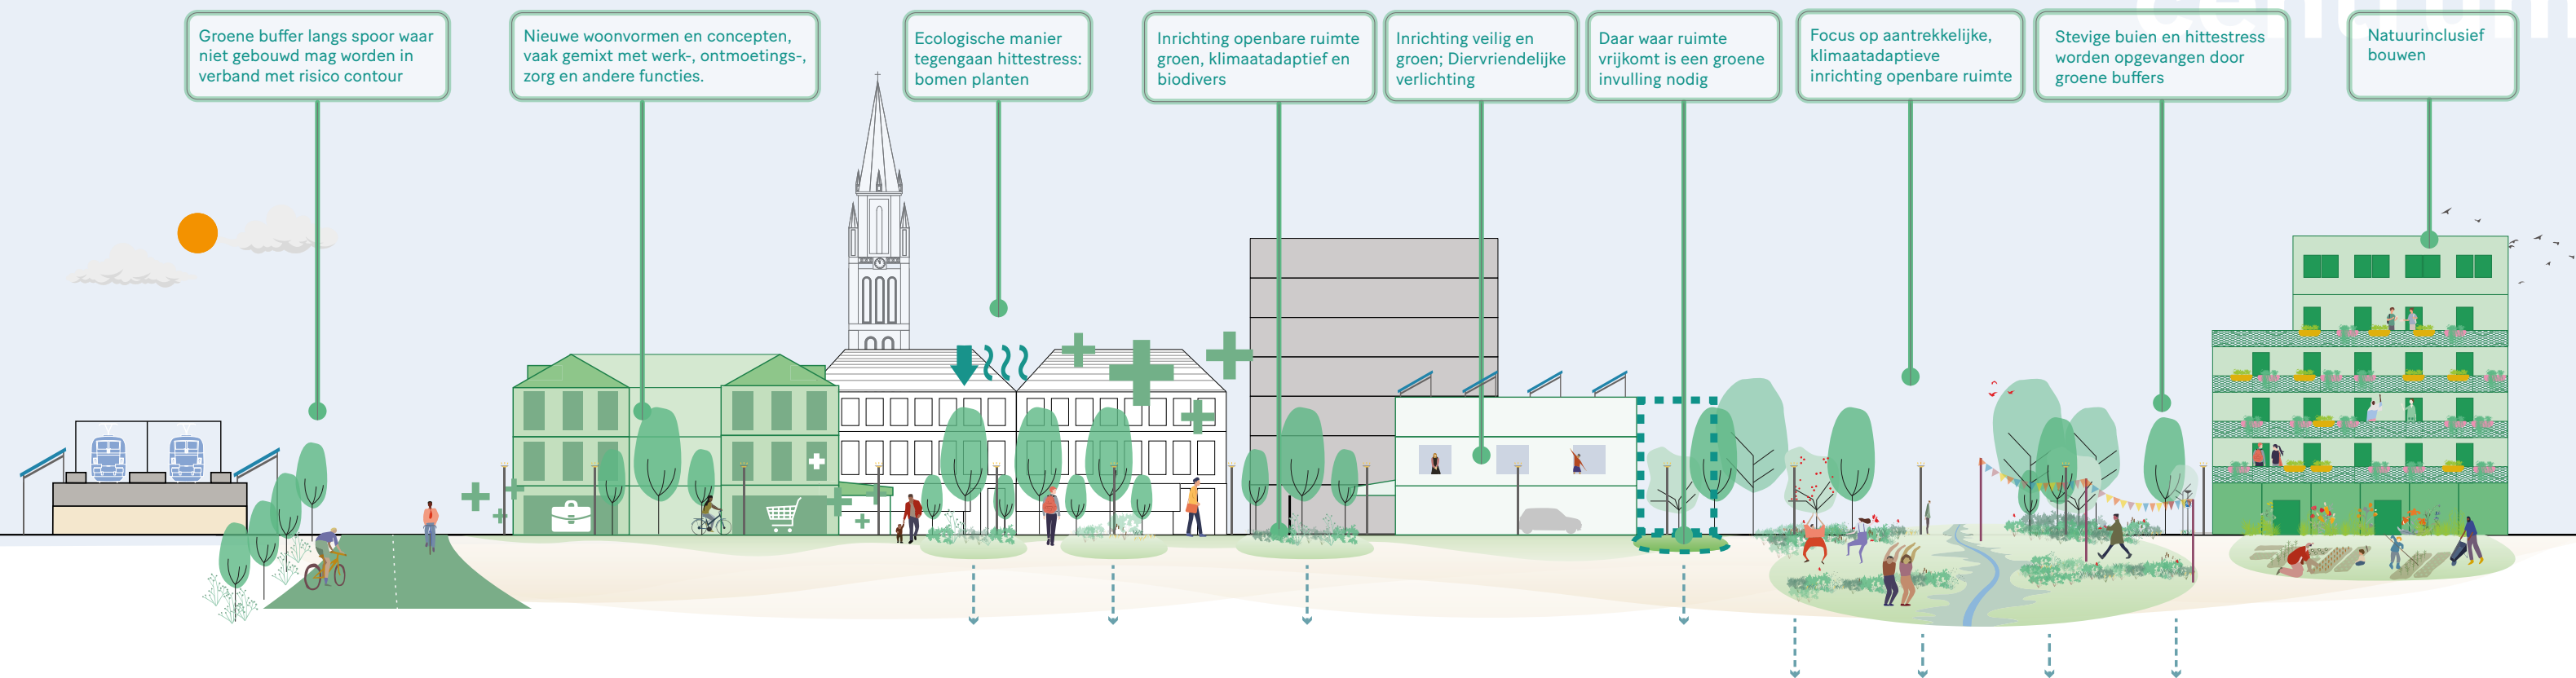 centrum
Groene buffer langs spoor waar
niet gebouwd mag worden in
verband met risico contour
Nieuwe woonvormen en concepten,
vaak gemixt met werk-, ontmoetings-,
zorg en andere functies.
Ecologische manier
tegengaan hittestress:
bomen planten
Inrichting openbare ruimte
groen, klimaatadaptief en
biodivers
Inrichting veilig en
groen; Diervriendelijke
verlichting
Daar waar ruimte
vrijkomt is een groene
invulling nodig
Focus op aantrekkelijke,
klimaatadaptieve
inrichting openbare ruimte
Stevige buien en hittestress
worden opgevangen door
groene buffers
Natuurinclusief
bouwen